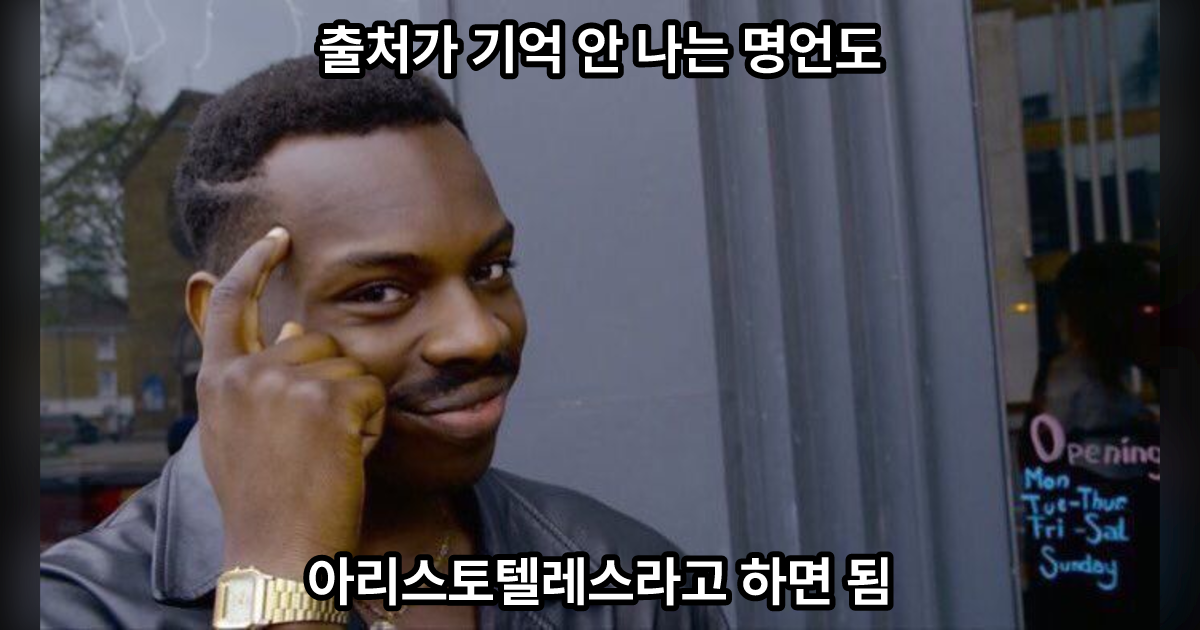 출처가 기억 안 나는 명언도
Opening
Mon
Tue-Thur
Fri-Sat
Sunday
아리스토텔레스라고 하면 됨